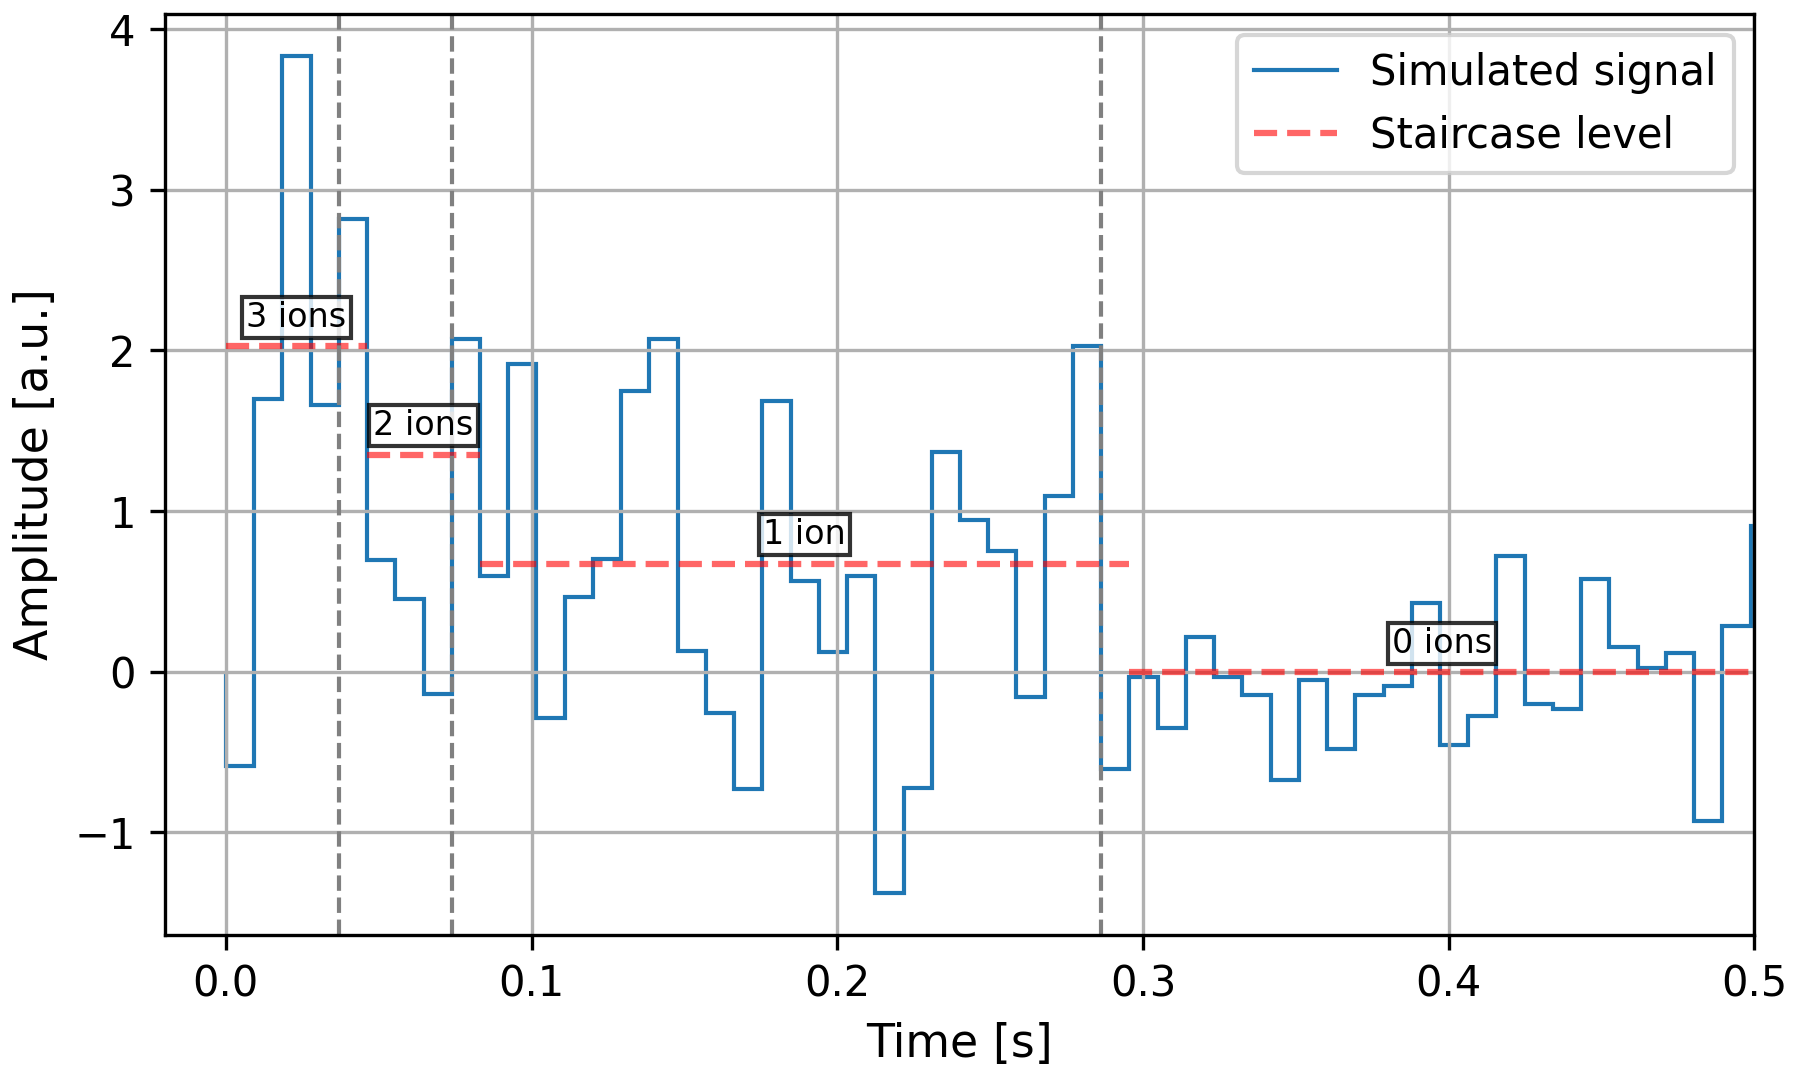 4
3
2
1
0
−1
Amplitude [a.u.]
Simulated signal
Staircase level
3 ions
2 ions
1 ion
0 ions
0.0 0.1 0.2 0.3 0.4 0.5
Time [s]